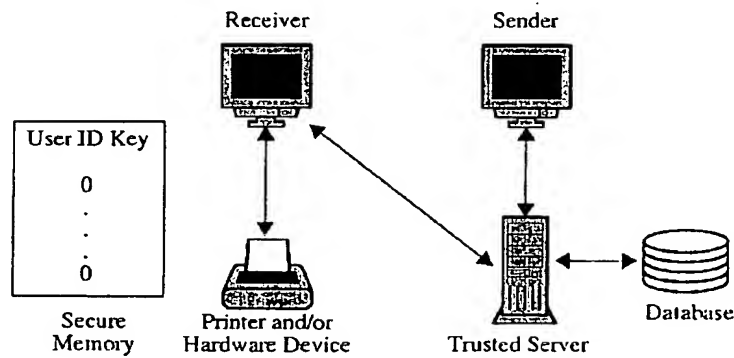 Receiver
Sender
User ID Key
0
.
.
.
.
0
Secure
Memory
Printer and/or
Hardware Device
Trusted Server
Database